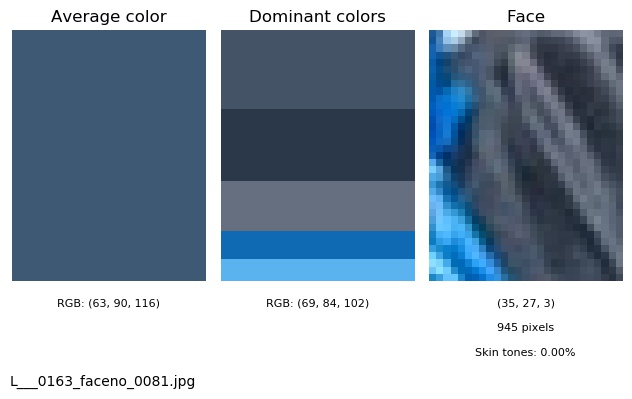 Average color
Dominant colors
Face
RGB: (63, 90, 116)
RGB: (69, 84, 102)
(35, 27, 3)
945 pixels
Skin tones: 0.00%
L___0163_faceno_0081.jpg